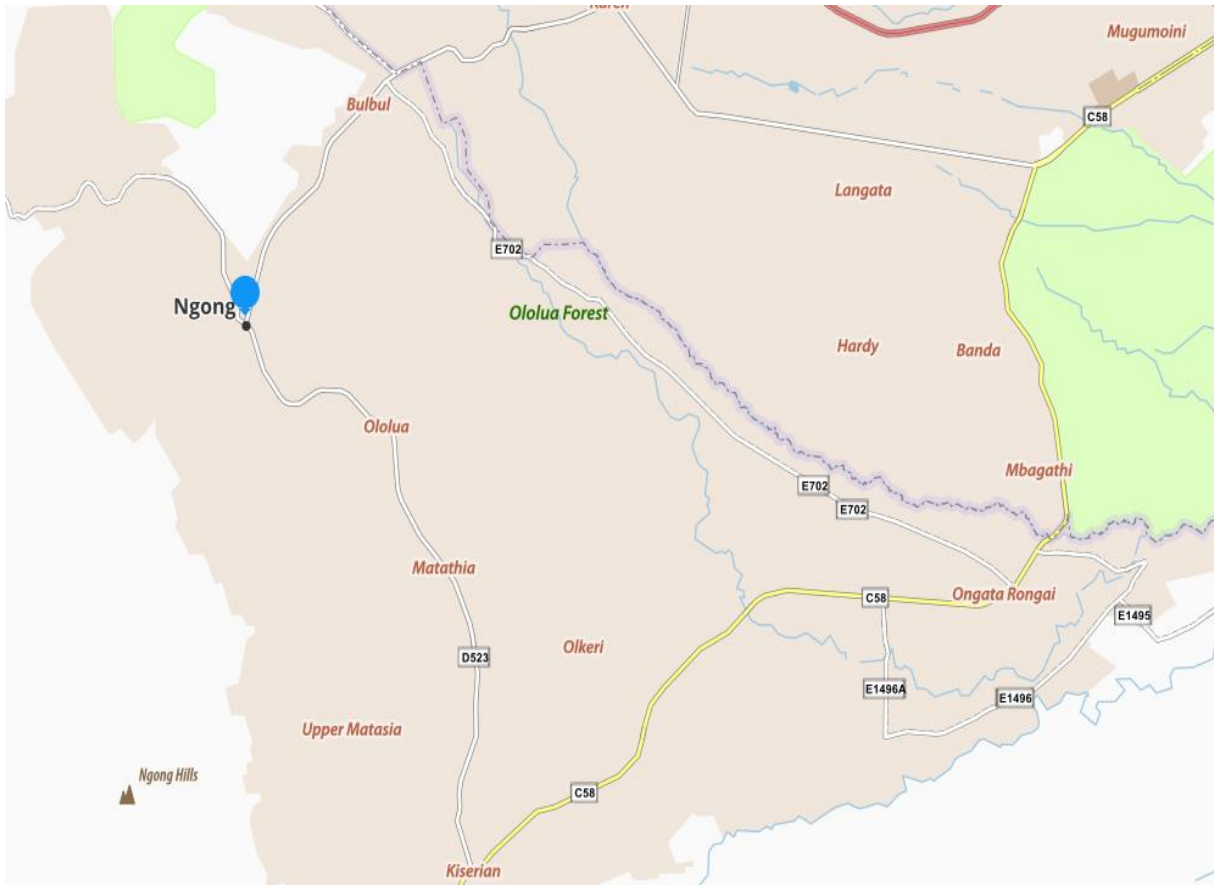 Karen
Mugumoini
Bulbul
C58
Langata
E702
Ngong
Ololua Forest
Hardy
Banda
Ololua
Mbagathi
E702
E702
Matathia
C58
Ongata Rongai
E1495
Olkeri
D523
E1496A
E1496
Upper Matasia
Ngong Hills
C58
Kiserian